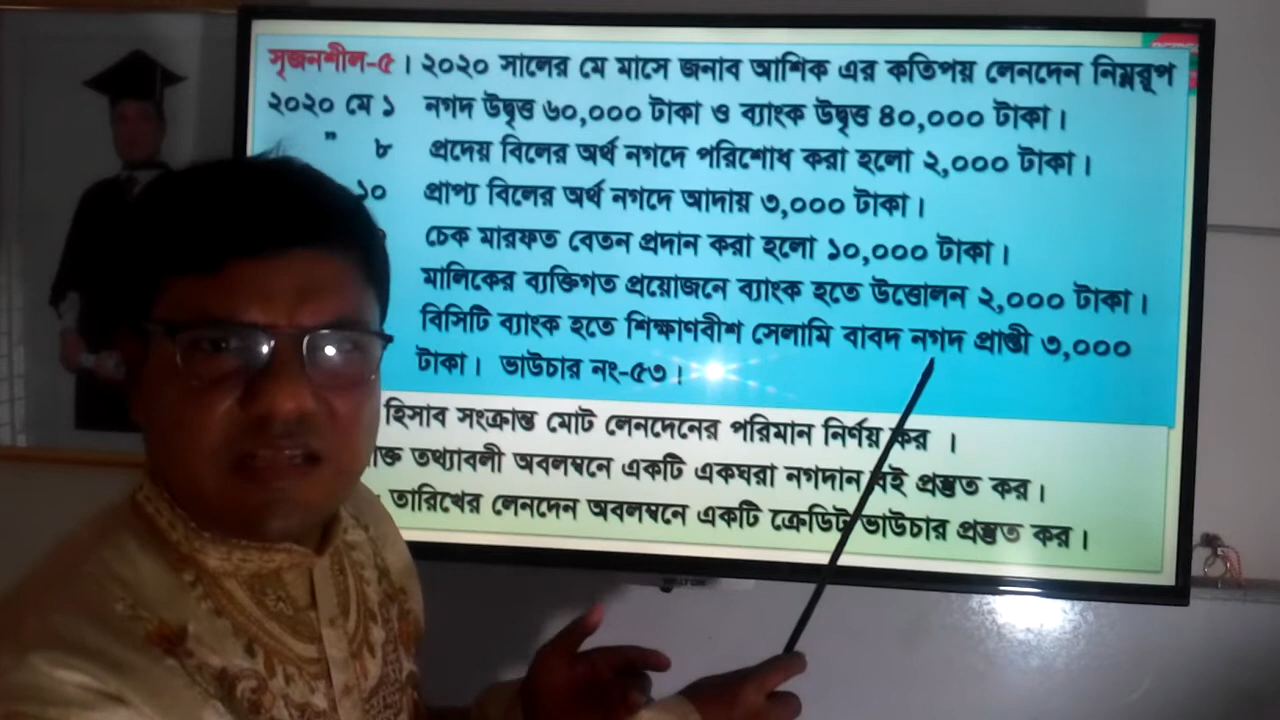 সৃজনশীল-৫। ২০২০ সালের মে মাসে জনাব আশিক এর কতিপয় লেনদেন নিম্নরুপ
২০২০ মে ১ নগদ উদ্বৃত্ত ৬০,০০০ টাকা ও ব্যাংক উদ্বৃত্ত ৪০,০০০ টাকা।
" ৮ প্রদেয় বিলের অর্থ নগদে পরিশোধ করা হলো ২,০০০ টাকা।
১০ প্রাপ্য বিলের অর্থ নগদে আদায় ৩,০০০ টাকা।
চেক মারফত বেতন প্রদান করা হলো ১০,০০০ টাকা।
মালিকের ব্যক্তিগত প্রয়োজনে ব্যাংক হতে উত্তোলন ২,০০০ টাকা।
বিসিটি ব্যাংক হতে শিক্ষাণবীশ সেলামি বাবদ নগদ প্রাপ্তী ৩,০০০
টাকা। ভাউচার নং-৫৩।
হিসাব সংক্রান্ত মোট লেনদেনের পরিমান নির্ণয় কর ।
তথ্যাবলী অবলম্বনে একটি একঘরা নগদান বই প্রস্তুত কর।
তারিখের লেনদেন অবলম্বনে একটি ক্রেডিট ভাউচার প্রস্তুত কর।
WALTON